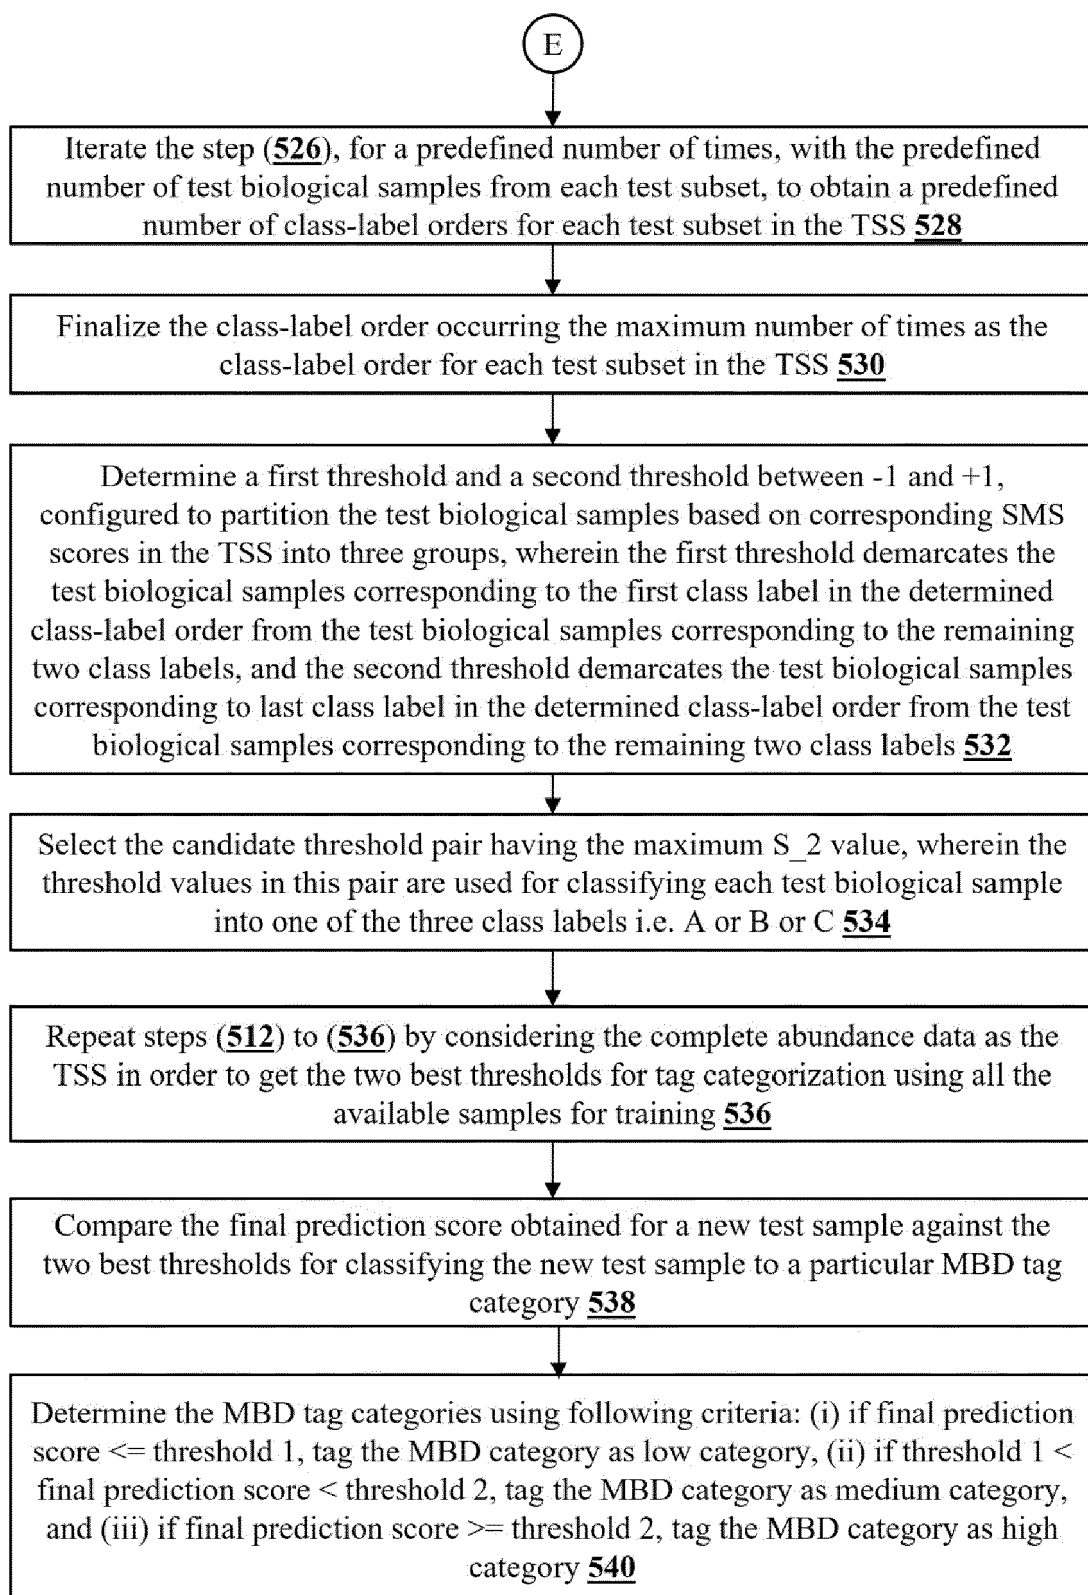 E
Iterate the step (526), for a predefined number of times, with the predefined
number of test biological samples from each test subset, to obtain a predefined
number of class-label orders for each test subset in the TSS 528
Finalize the class-label order occurring the maximum number of times as the
class-label order for each test subset in the TSS 530
Determine a first threshold and a second threshold between -1 and +1,
configured to partition the test biological samples based on corresponding SMS
scores in the TSS into three groups, wherein the first threshold demarcates the
test biological samples corresponding to the first class label in the determined
class-label order from the test biological samples corresponding to the remaining
two class labels, and the second threshold demarcates the test biological samples
corresponding to last class label in the determined class-label order from the test
biological samples corresponding to the remaining two class labels 532
Select the candidate threshold pair having the maximum S_2 value, wherein the
threshold values in this pair are used for classifying each test biological sample
into one of the three class labels i.e. A or B or C 534
Repeat steps (512) to (536) by considering the complete abundance data as the
TSS in order to get the two best thresholds for tag categorization using all the
available samples for training 536
Compare the final prediction score obtained for a new test sample against the
two best thresholds for classifying the new test sample to a particular MBD tag
category 538
Determine the MBD tag categories using following criteria: (i) if final prediction
score <= threshold 1, tag the MBD category as low category, (ii) if threshold 1 <
final prediction score < threshold 2, tag the MBD category as medium category,
and (iii) if final prediction score >= threshold 2, tag the MBD category as high
category 540